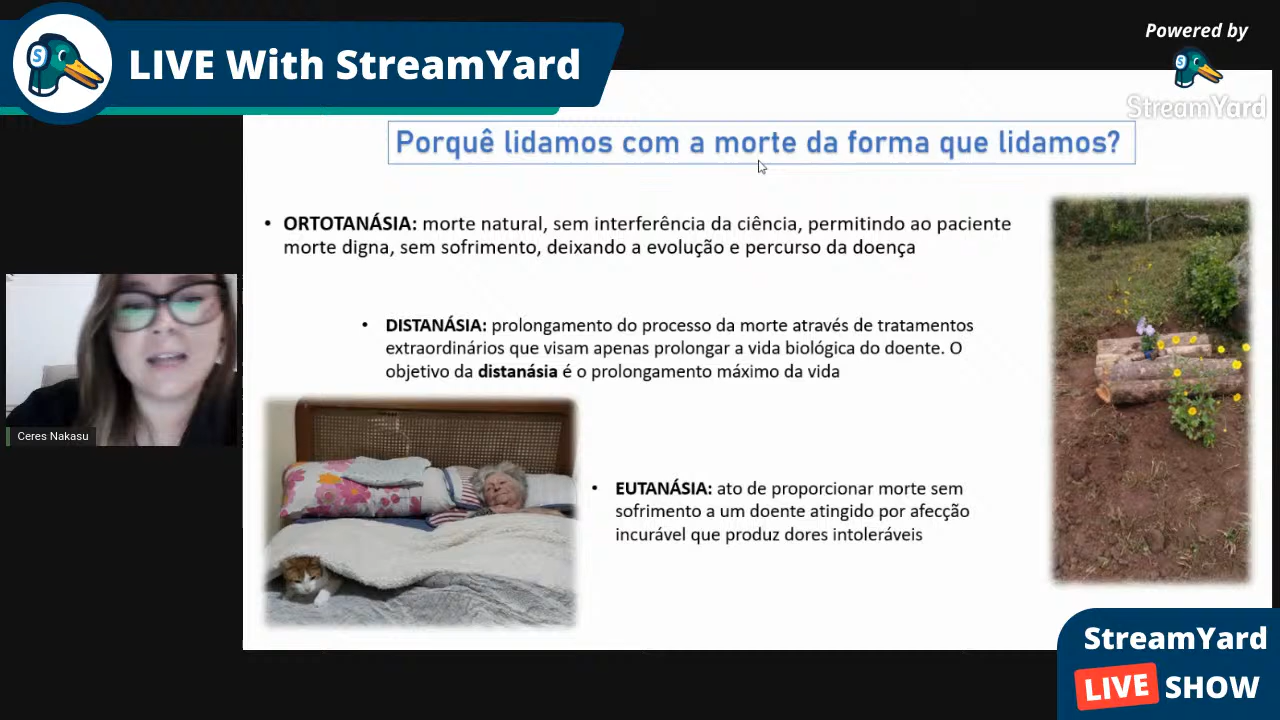 LIVE With StreamYard
Powered by
StreamYard
Porquê lidamos com a morte da forma que lidamos?
• ORTOTANÁSIA: morte natural, sem interferência da ciência, permitindo ao paciente
morte digna, sem sofrimento, deixando a evolução e percurso da doença
• DISTANÁSIA: prolongamento do processo da morte através de tratamentos
extraordinários que visam apenas prolongar a vida biológica do doente. O
objetivo da distanásia é o prolongamento máximo da vida
Ceres Nakasu
• EUTANÁSIA: ato de proporcionar morte sem
sofrimento a um doente atingido por afecção
incurável que produz dores intoleráveis
StreamYard
LIVE SHOW